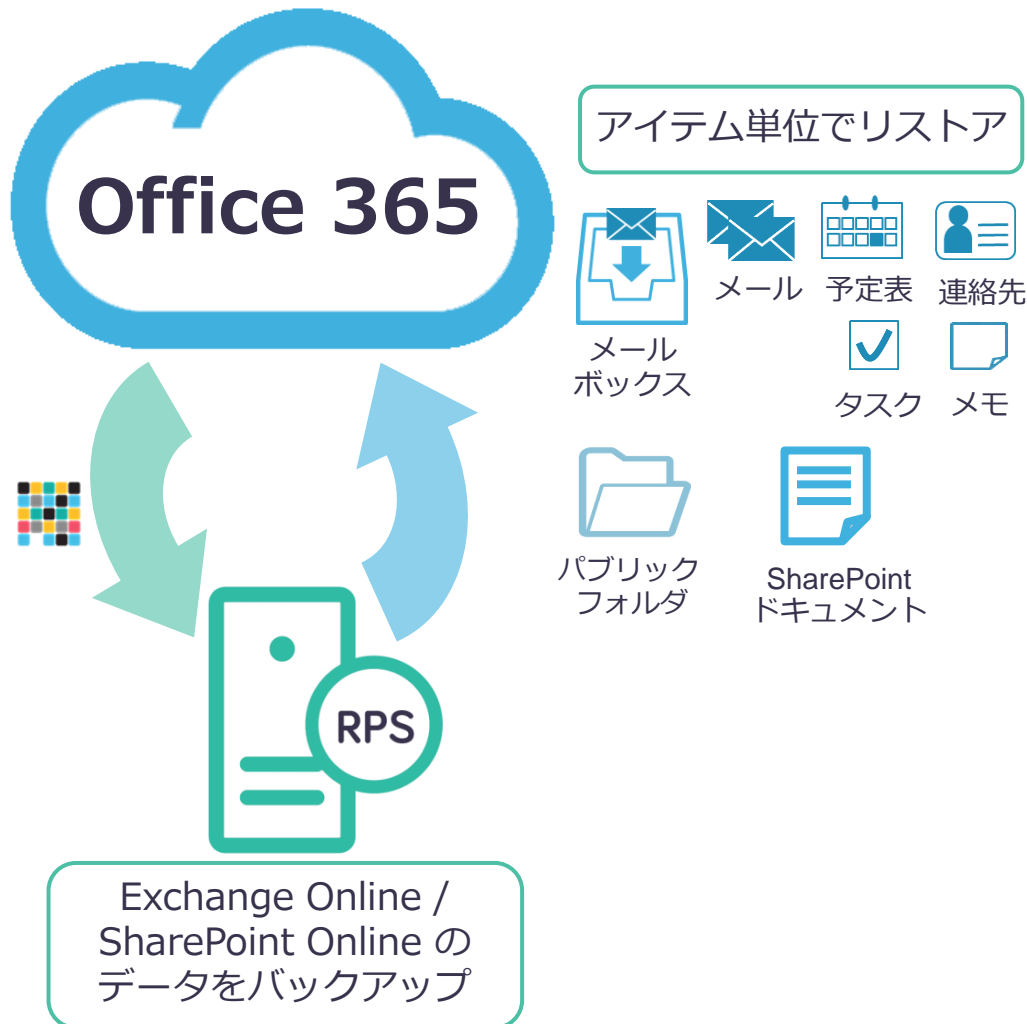 Office 365
アイテム単位でリストア
メール
ボックス
メール
予定表
連絡先
タスク
メモ
パブリック
フォルダ
SharePoint
ドキュメント
RPS
Exchange Online /
SharePoint Online の
データをバックアップ